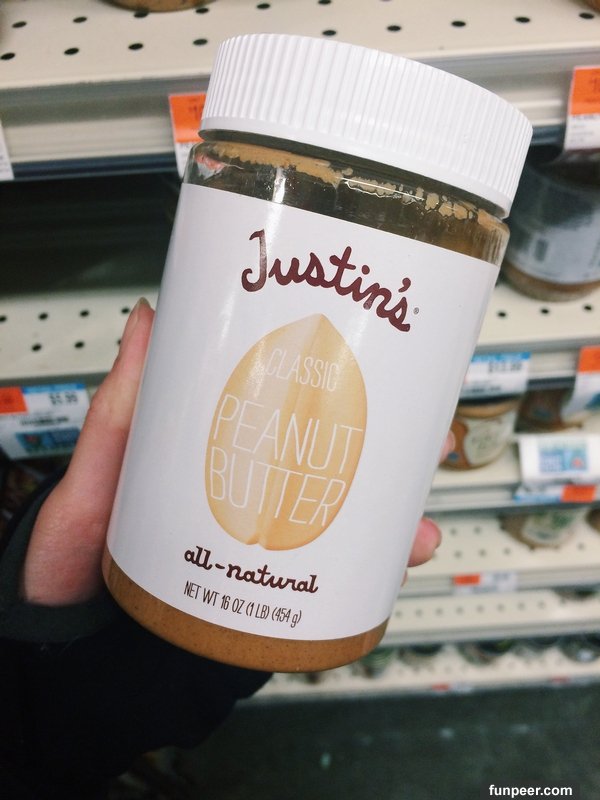 Justin's®
CLASSIC
PEANUT
BUTTER
all-natural
NET WT 16 OZ (1 LB) (454 g)
funpeer.com